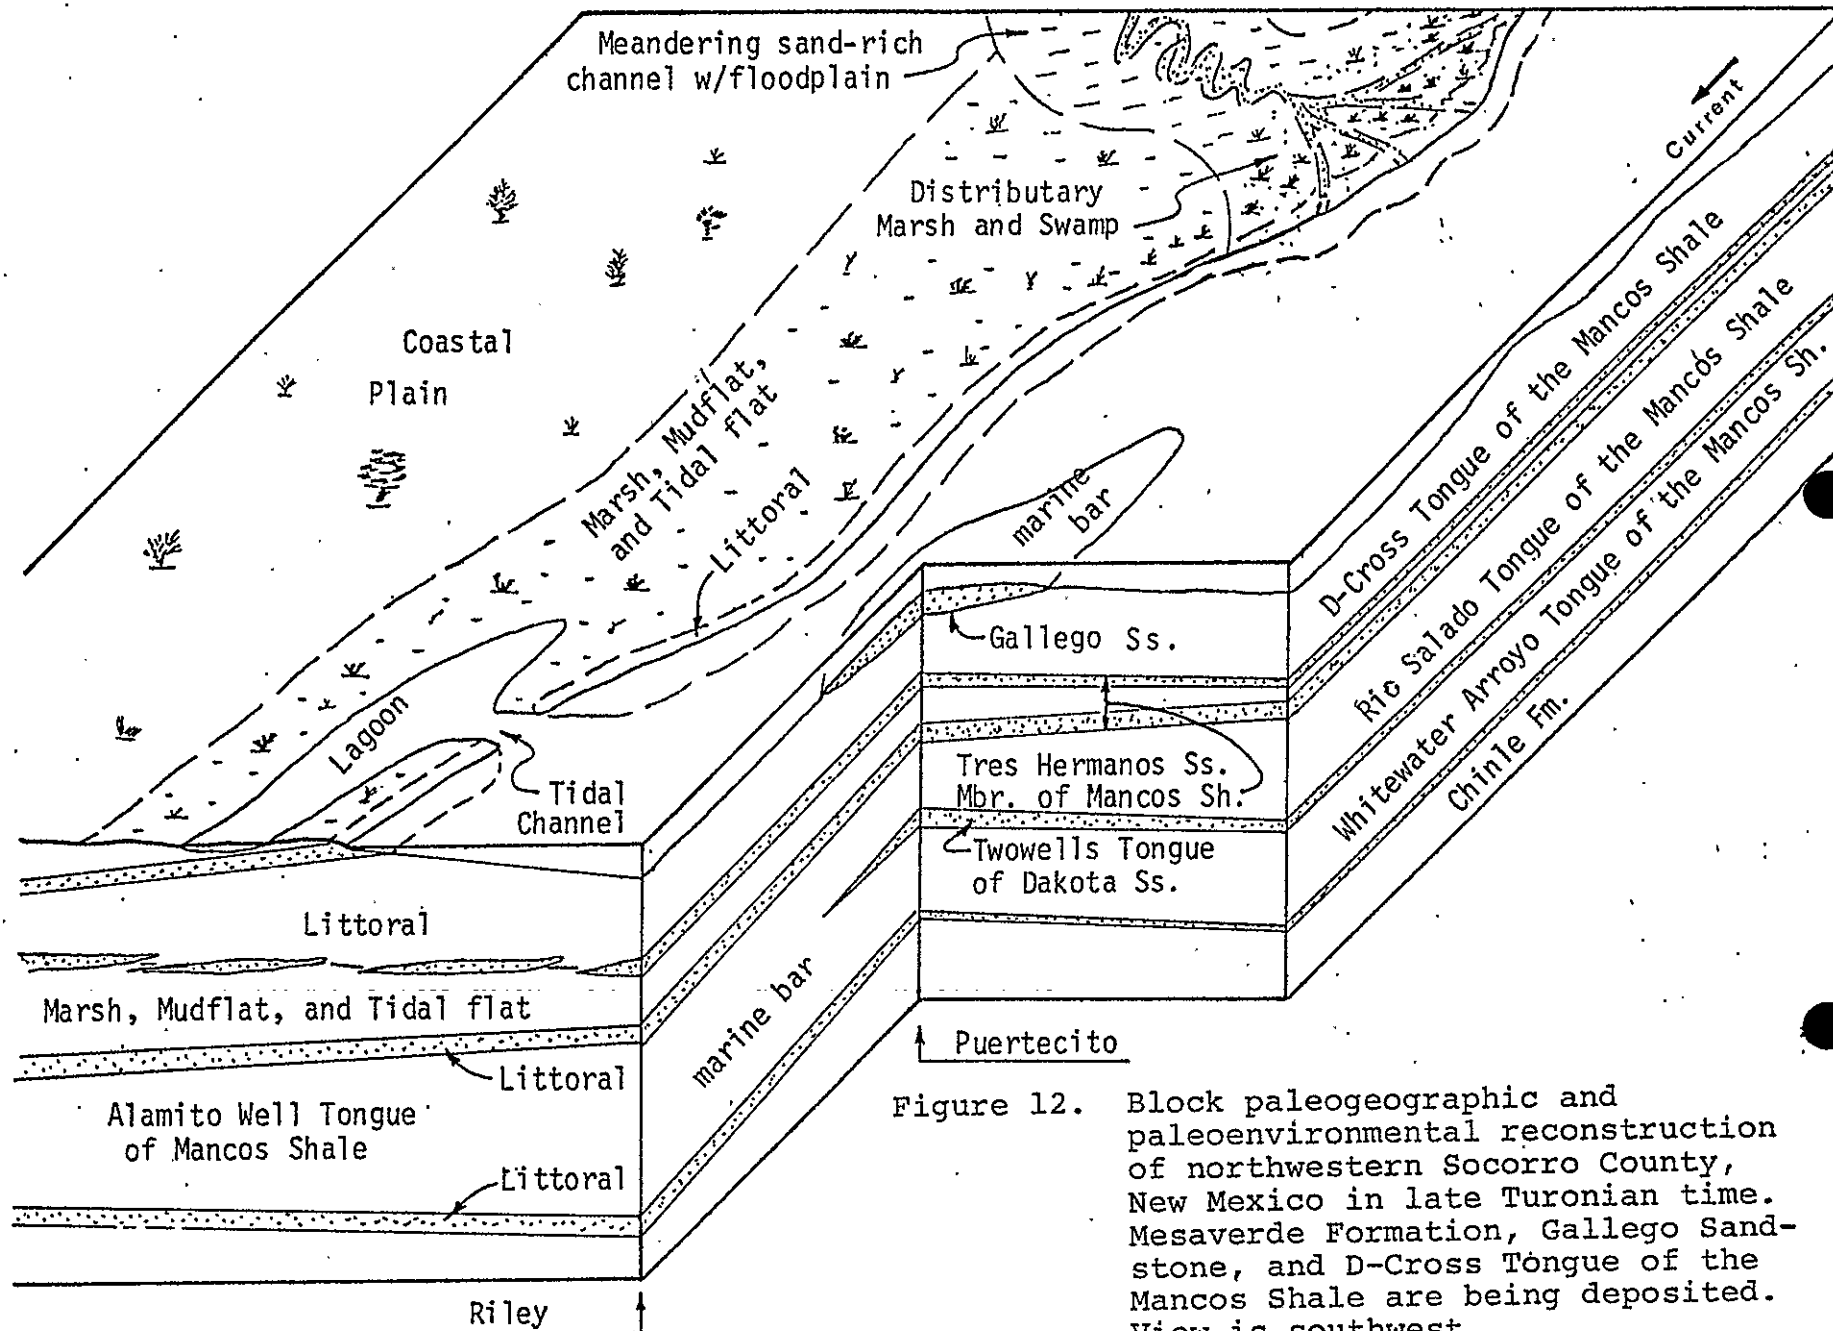 Meandering sand-rich
channel w/floodplain
Current
Distributary
Marsh and Swamp
Coastal
Plain
Marsh, Mudflat,
and Tidal flat
Littoral
marine
bar
D-Cross Tongue of the Mancos Shale
Rio Salado Tongue of the Mancos Shale
Whitewater Arroyo Tongue of the Mancos Sh.
Chinle Fm.
Gallego Ss.
Lagoon
Tidal
Channel
Tres Hermanos Ss.
Mbr. of Mancos Sh.
Twowells Tongue
of Dakota Ss.
Littoral
Marsh, Mudflat, and Tidal flat
marine bar
Littoral
Alamito Well Tongue
of Mancos Shale
Littoral
Puertecito
Riley
Figure 12. Block paleogeographic and
paleoenvironmental reconstruction
of northwestern Socorro County,
New Mexico in late Turonian time.
Mesaverde Formation, Gallego Sand-
stone, and D-Cross Tongue of the
Mancos Shale are being deposited.
View is southwest